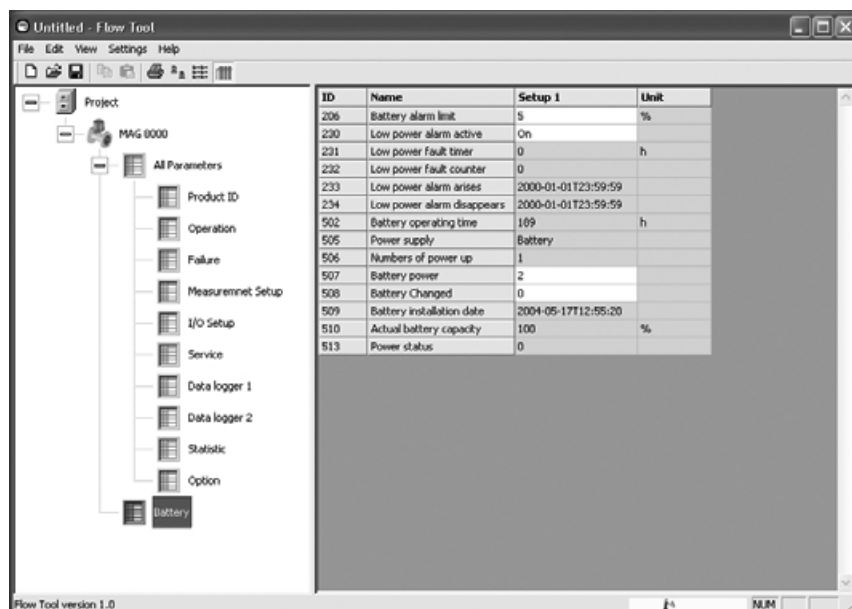 Untitled - Flow Tool
File Edit View Settings Help
Project
MAG 8000
All Parameters
Product ID
Operation
Failure
Measuremnet Setup
I/O Setup
Service
Data logger 1
Data logger 2
Statistic
Option
Battery
ID Name Setup 1 Unit
206 Battery alarm limit 5 %
230 Low power alarm active On
231 Low power fault timer 0 h
232 Low power fault counter 0
233 Low power alarm arises 2000-01-01T23:59:59
234 Low power alarm disappears 2000-01-01T23:59:59
502 Battery operating time 189 h
505 Power supply Battery
506 Numbers of power up 1
507 Battery power 2
508 Battery Changed 0
509 Battery installation date 2004-05-17T12:55:20
510 Actual battery capacity 100 %
513 Power status 0
Flow Tool version 1.0 NUM